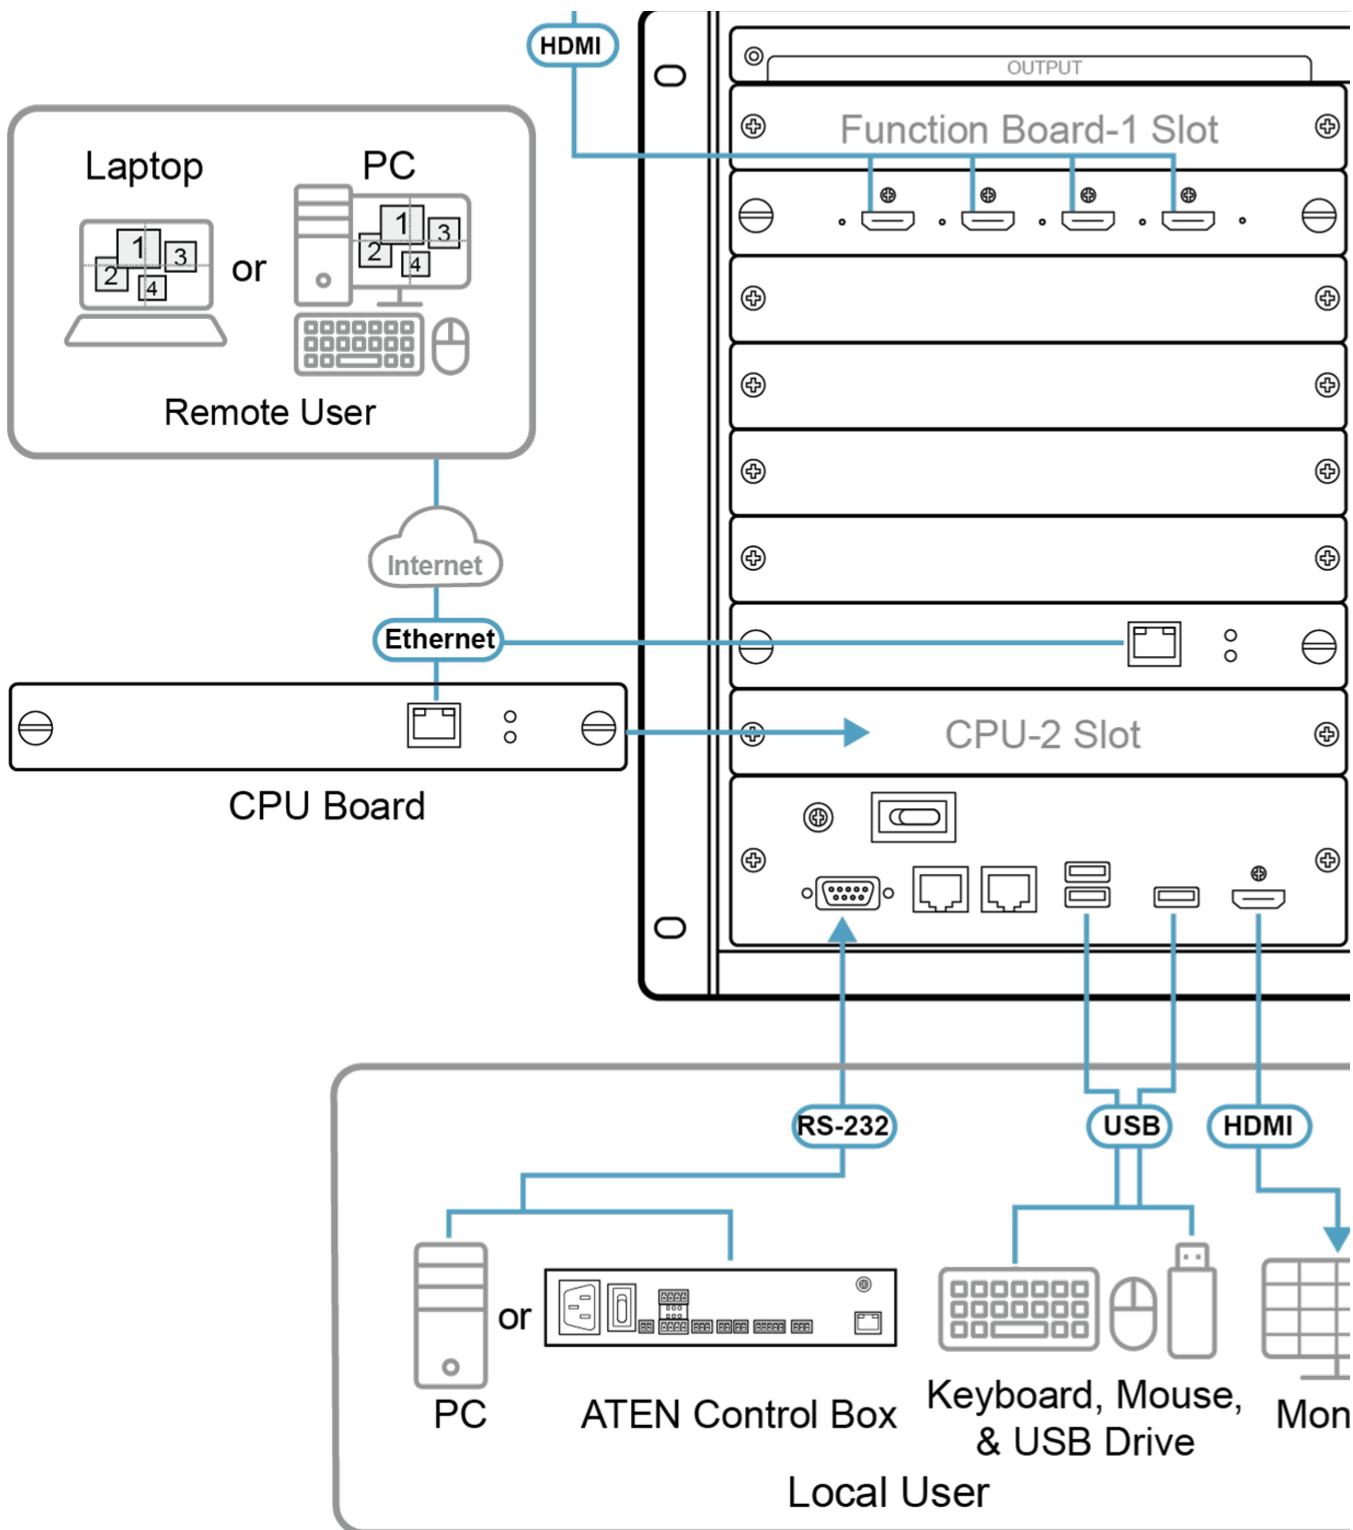 HDMI
OUTPUT
Function Board-1 Slot
Laptop
PC
1
2
3
4
or
1
2
3
4
Remote User
Internet
Ethernet
CPU-2 Slot
CPU Board
RS-232
USB
HDMI
or
PC
ATEN Control Box
Keyboard, Mouse,
& USB Drive
Mon
Local User